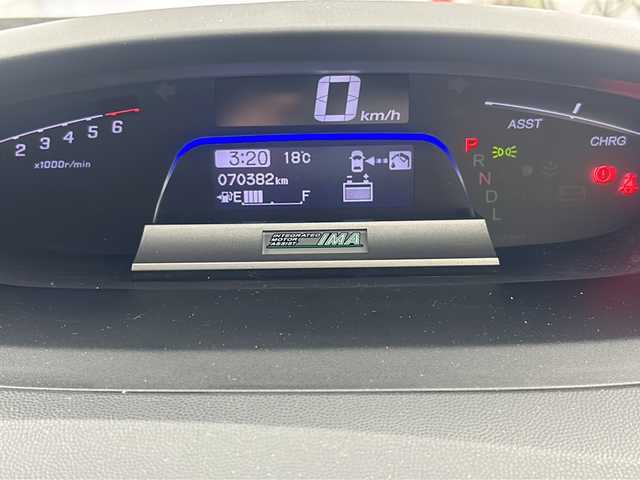 0 km/h
2 3 4 5 6
x1000r/min
3:20 18°C
070382km
E F
- +
INTEGRATED
MOTOR
ASSIST IMA
ASST CHRG
P
R
N
D
L